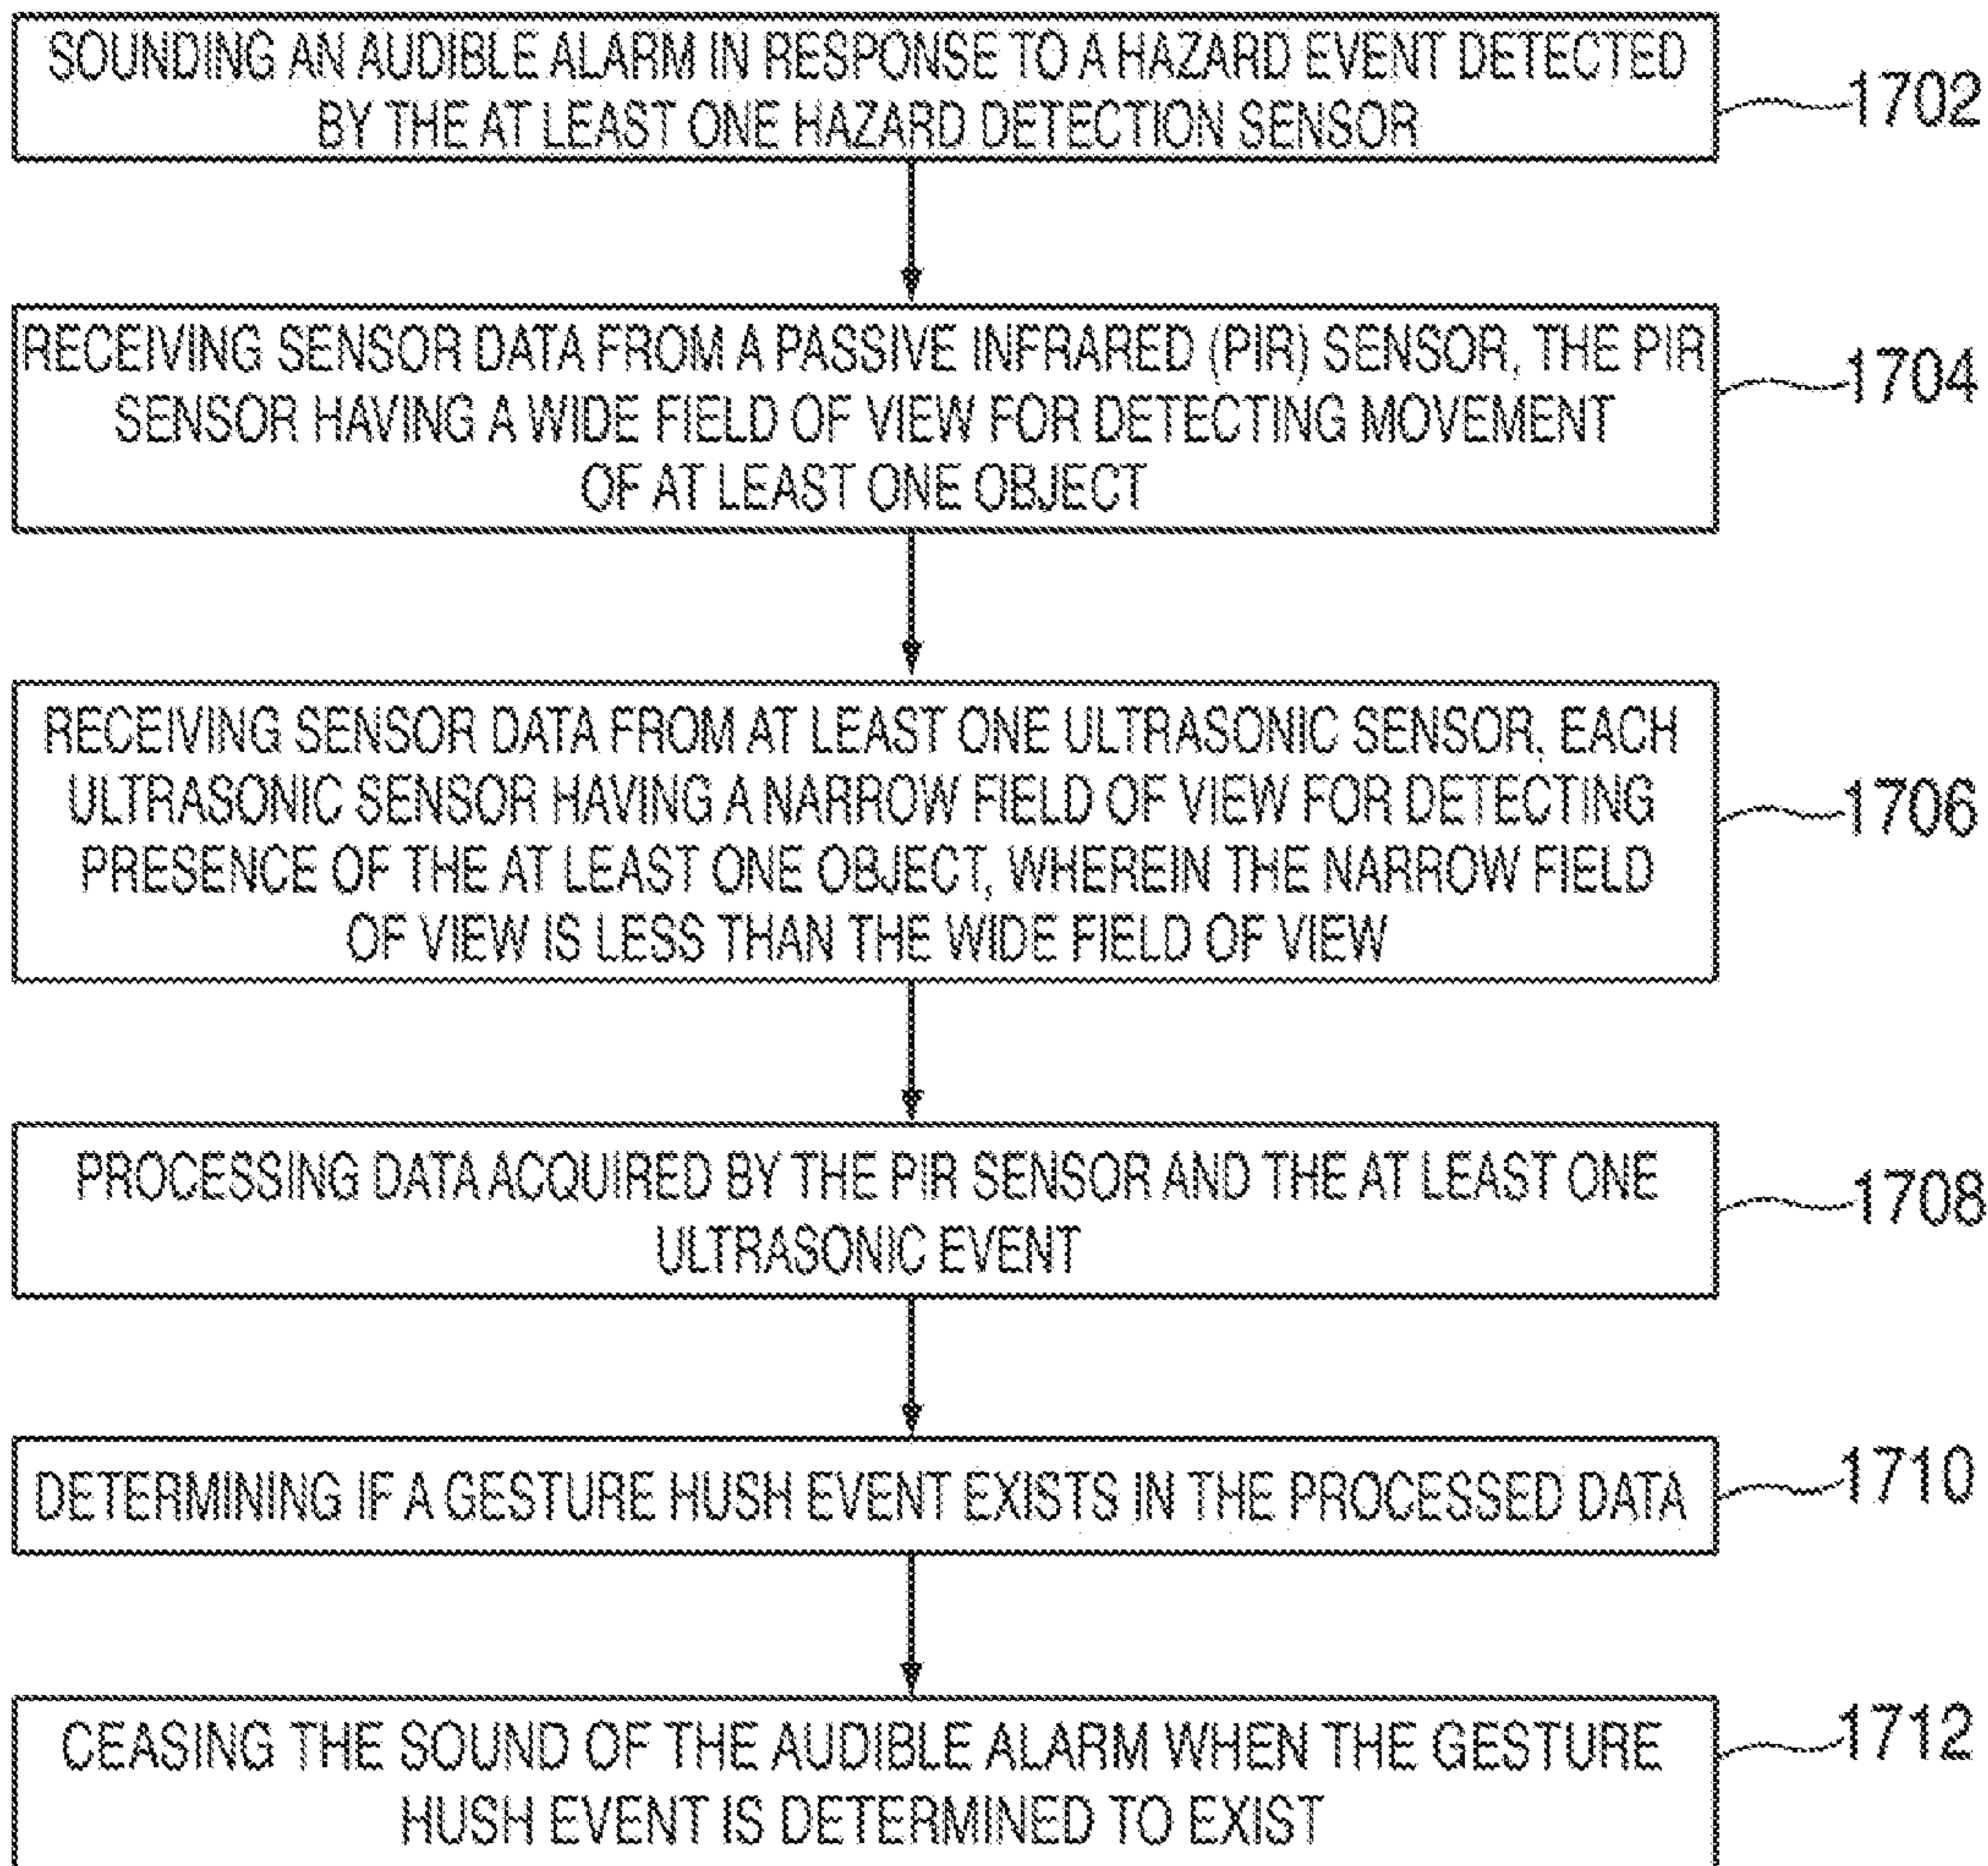 SOUNDING AN AUDIBLE ALARM IN RESPONSE TO A HAZARD EVENT DETECTED
BY THE AT LEAST ONE HAZARD DETECTION SENSOR
1702
RECEIVING SENSOR DATA FROM A PASSIVE INFRARED (PIR) SENSOR, THE PIR
SENSOR HAVING A WIDE FIELD OF VIEW FOR DETECTING MOVEMENT
OF AT LEAST ONE OBJECT
1704
RECEIVING SENSOR DATA FROM AT LEAST ONE ULTRASONIC SENSOR, EACH
ULTRASONIC SENSOR HAVING A NARROW FIELD OF VIEW FOR DETECTING
PRESENCE OF THE AT LEAST ONE OBJECT, WHEREIN THE NARROW FIELD
OF VIEW IS LESS THAN THE WIDE FIELD OF VIEW
1706
PROCESSING DATA ACQUIRED BY THE PIR SENSOR AND THE AT LEAST ONE
ULTRASONIC EVENT
1708
DETERMINING IF A GESTURE HUSH EVENT EXISTS IN THE PROCESSED DATA
1710
CEASING THE SOUND OF THE AUDIBLE ALARM WHEN THE GESTURE
HUSH EVENT IS DETERMINED TO EXIST
1712